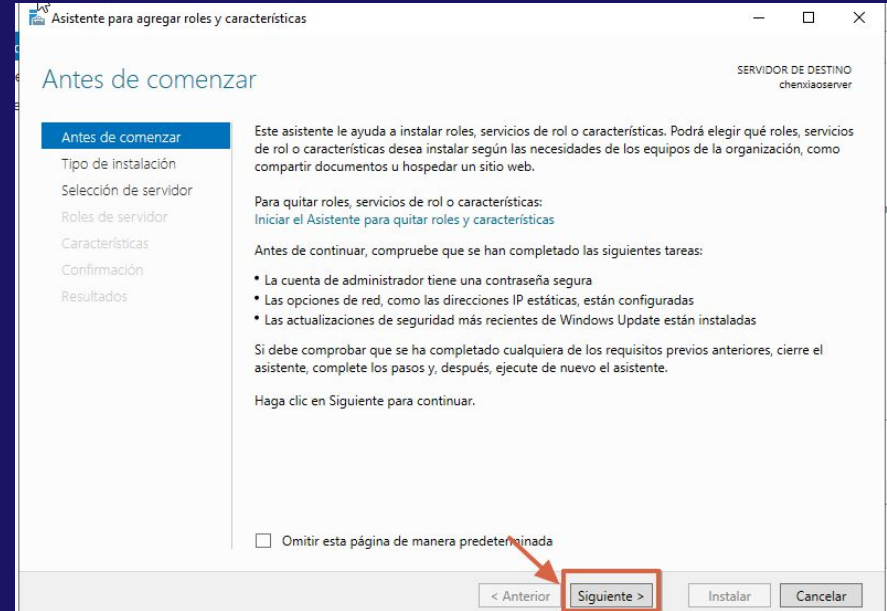 Asistente para agregar roles y características
Antes de comenzar
SERVIDOR DE DESTINO
chenxiaoserver
Antes de comenzar
Tipo de instalación
Selección de servidor
Roles de servidor
Características
Confirmación
Resultados
Este asistente le ayuda a instalar roles, servicios de rol o características. Podrá elegir qué roles, servicios
de rol o características desea instalar según las necesidades de los equipos de la organización, como
compartir documentos u hospedar un sitio web.
Para quitar roles, servicios de rol o características:
Iniciar el Asistente para quitar roles y características
Antes de continuar, compruebe que se han completado las siguientes tareas:
• La cuenta de administrador tiene una contraseña segura
• Las opciones de red, como las direcciones IP estáticas, están configuradas
• Las actualizaciones de seguridad más recientes de Windows Update están instaladas
Si debe comprobar que se ha completado cualquiera de los requisitos previos anteriores, cierre el
asistente, complete los pasos y, después, ejecute de nuevo el asistente.
Haga clic en Siguiente para continuar.
Omitir esta página de manera predeterminada
< Anterior
Siguiente >
Instalar
Cancelar